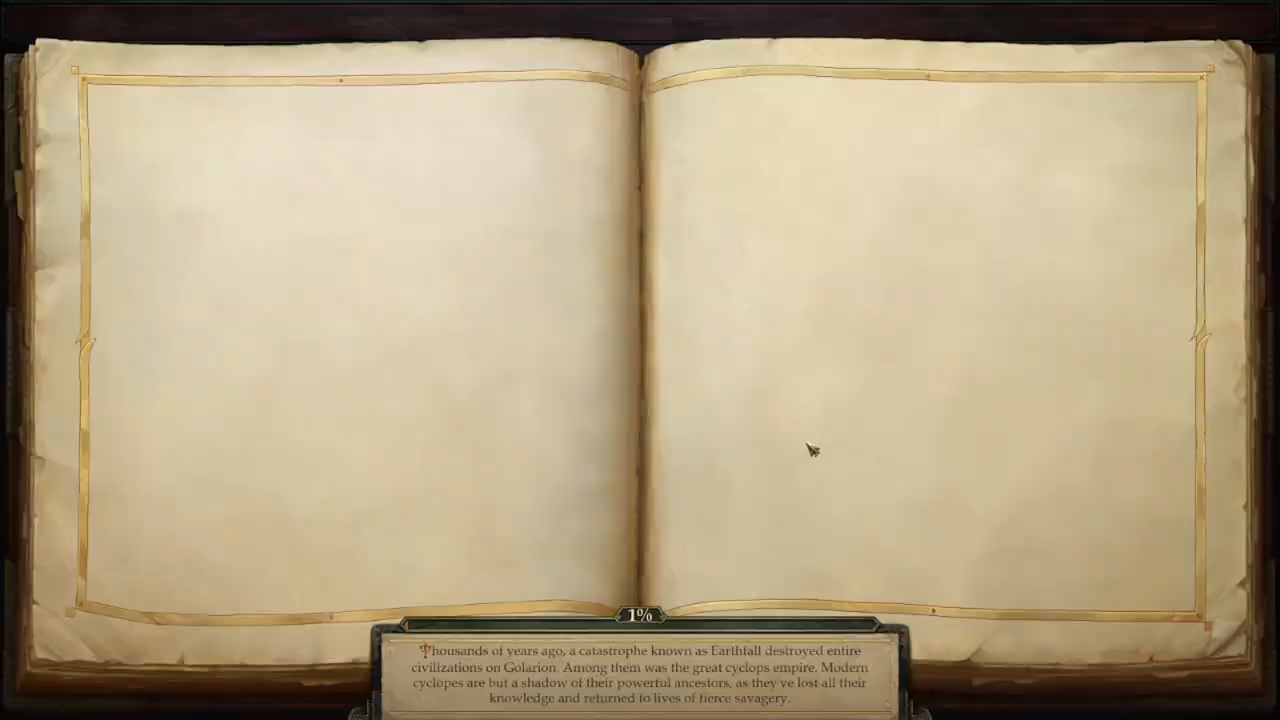 1%
Thousands of years ago, a catastrophe known as Earthfall destroyed entire
civilizations on Golarion. Among them was the great cyclops empire. Modern
cyclopes are but a shadow of their powerful ancestors, as they've lost all their
knowledge and returned to lives of fierce savagery.